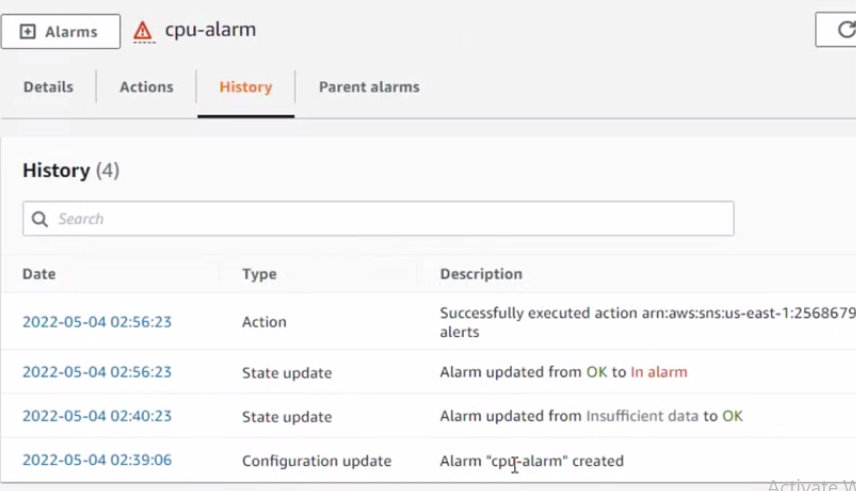 Alarms
cpu-alarm
Details Actions History Parent alarms
History (4)
Search
Date Type Description
2022-05-04 02:56:23 Action Successfully executed action arn:aws:sns:us-east-1:2568679
alerts
2022-05-04 02:56:23 State update Alarm updated from OK to In alarm
2022-05-04 02:40:23 State update Alarm updated from Insufficient data to OK
2022-05-04 02:39:06 Configuration update Alarm "cpu-alarm" created
Activate W